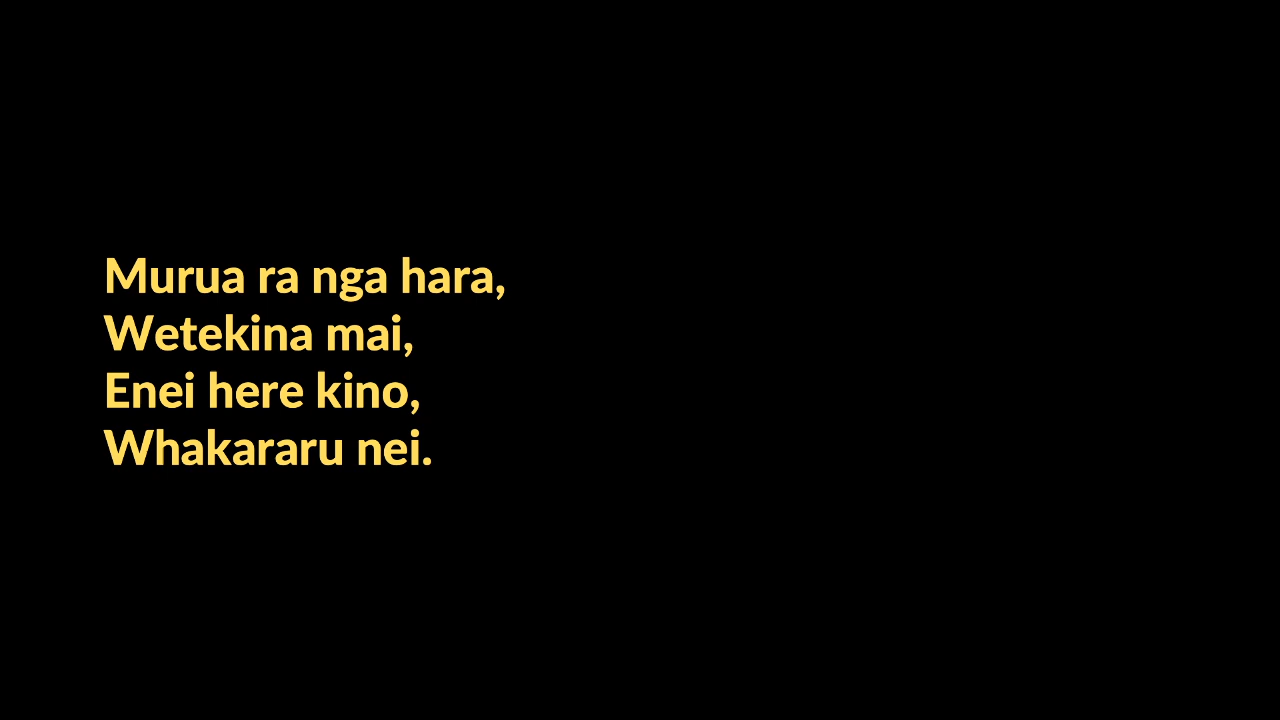 Murua ra nga hara,
Wetekina mai,
Enei here kino,
Whakararu nei.